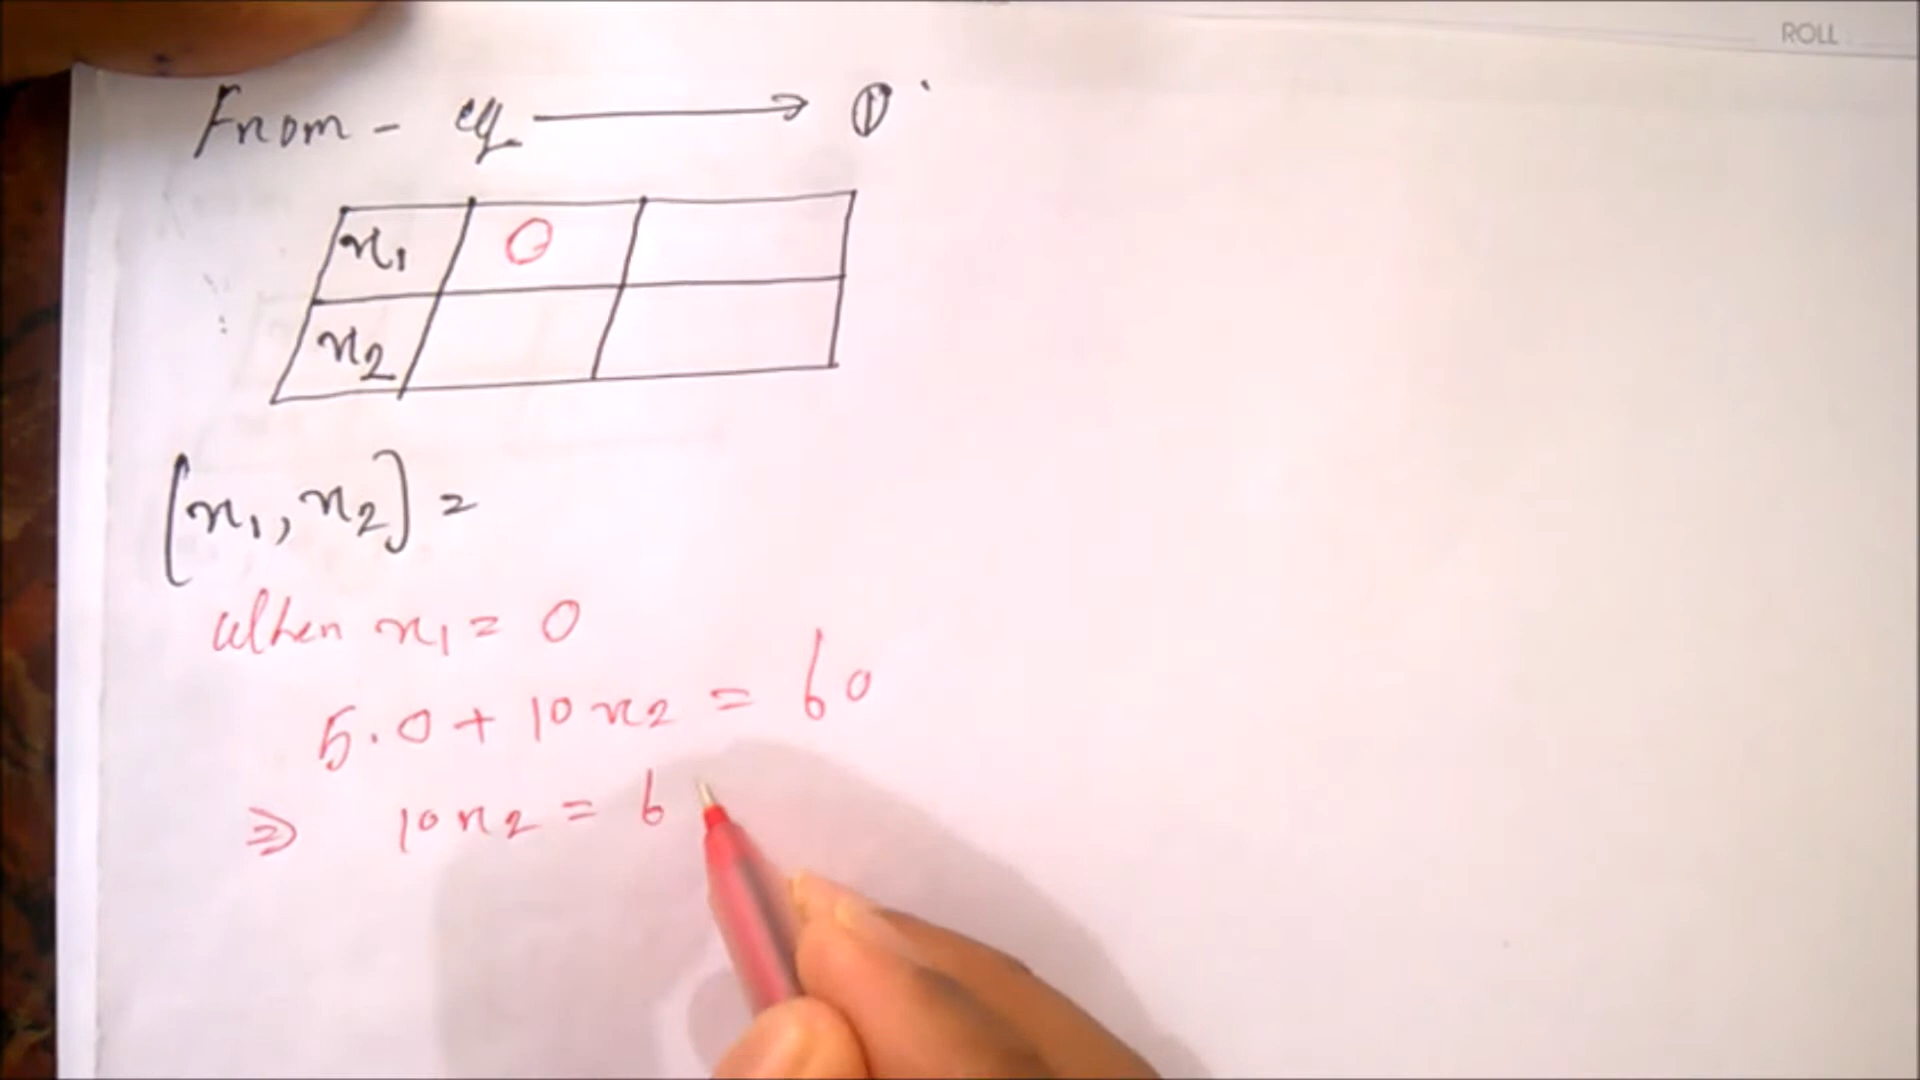 ROLL
From - eq ⟶ ①
x₁ 0
x₂
[x₁, x₂] =
When x₁ = 0
5.0 + 10x₂ = 60
⇒ 10x₂ = 6